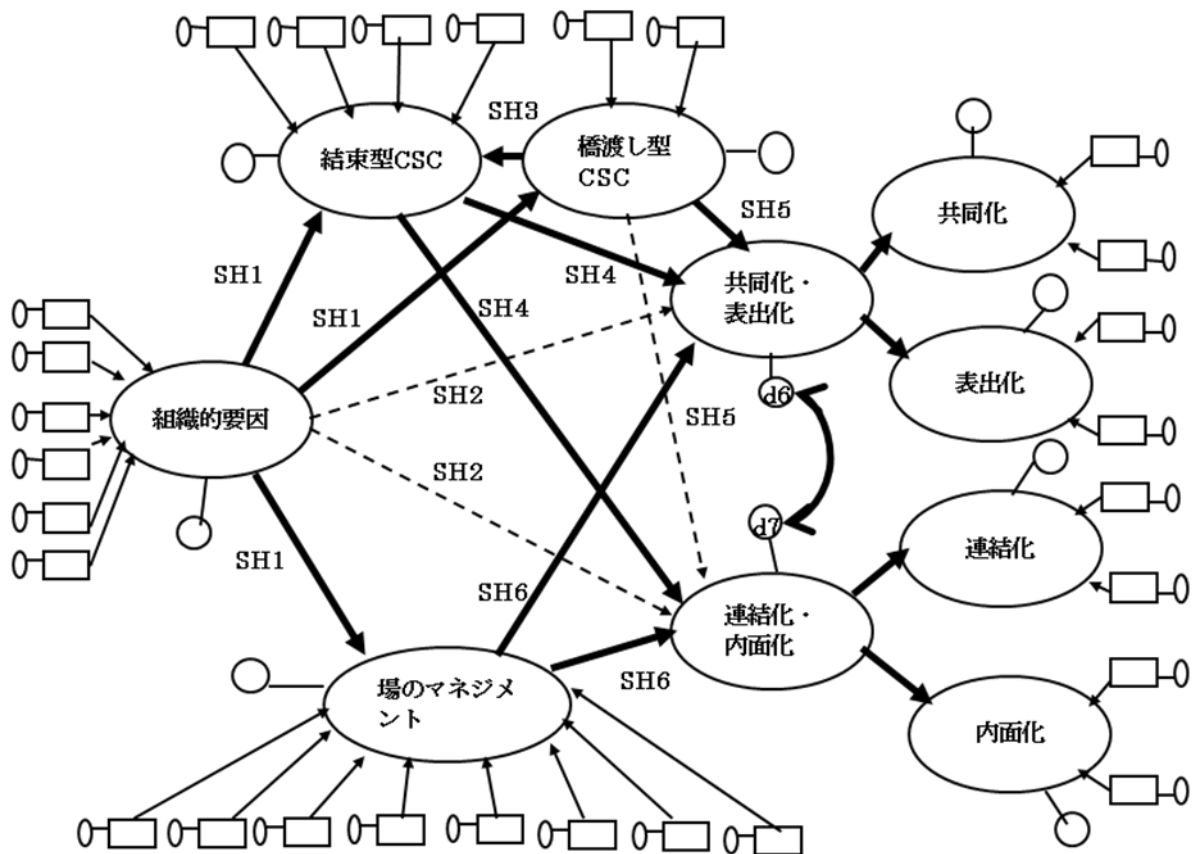 SH3
結束型CSC
橋渡し型
CSC
共同化
SH5
SH1
SH4
共同化・
表出化
SH4
SH1
表出化
SH2
d6
SH5
組織的要因
SH2
d7
連結化
SH1
SH6
連結化・
内面化
SH6
場のマネジメ
ント
内面化